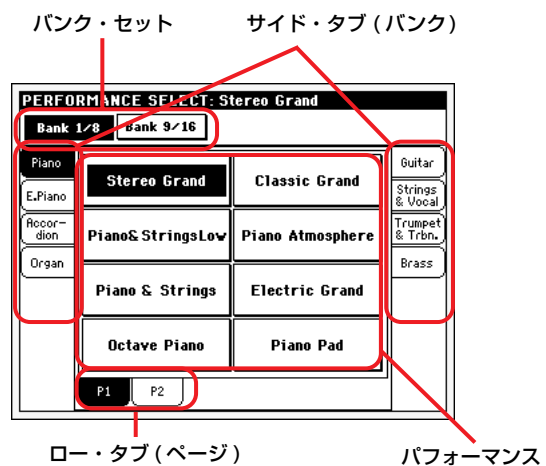 バンク・セット
サイド・タブ ( バンク )
PERFORMANCE SELECT: Stereo Grand
Bank 1/8
Bank 9/16
Piano
E.Piano
Accor-
dion
Organ
Stereo Grand
Classic Grand
Piano&StringsLow
Piano Atmosphere
Piano & Strings
Electric Grand
Octave Piano
Piano Pad
Guitar
Strings
& Vocal
Trumpet
& Trbn.
Brass
P1
P2
ロー・タブ ( ページ )
パフォーマンス